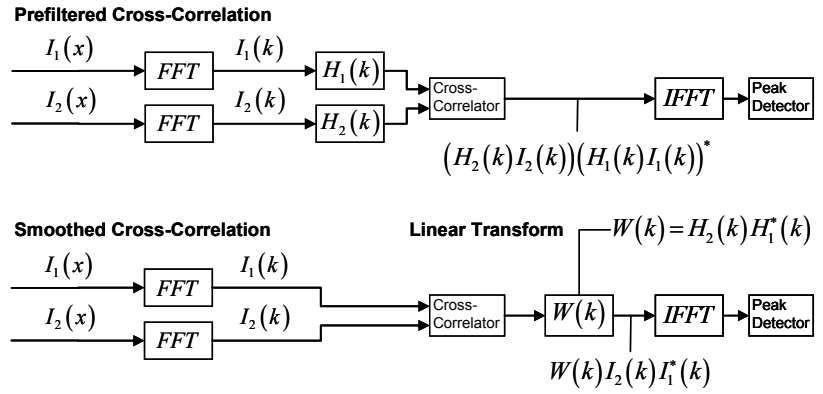 Prefiltered Cross-Correlation
I₁(x)
I₁(k)
FFT
H₁(k)
I₂(x)
I₂(k)
FFT
H₂(k)
Cross-
Correlator
IFFT
Peak
Detector
(H₂(k)I₂(k))(H₁(k)I₁(k))*
Smoothed Cross-Correlation
Linear Transform
W(k)=H₂(k)H₁*(k)
I₁(x)
I₁(k)
FFT
I₂(x)
I₂(k)
FFT
Cross-
Correlator
W(k)
IFFT
Peak
Detector
W(k)I₂(k)I₁*(k)